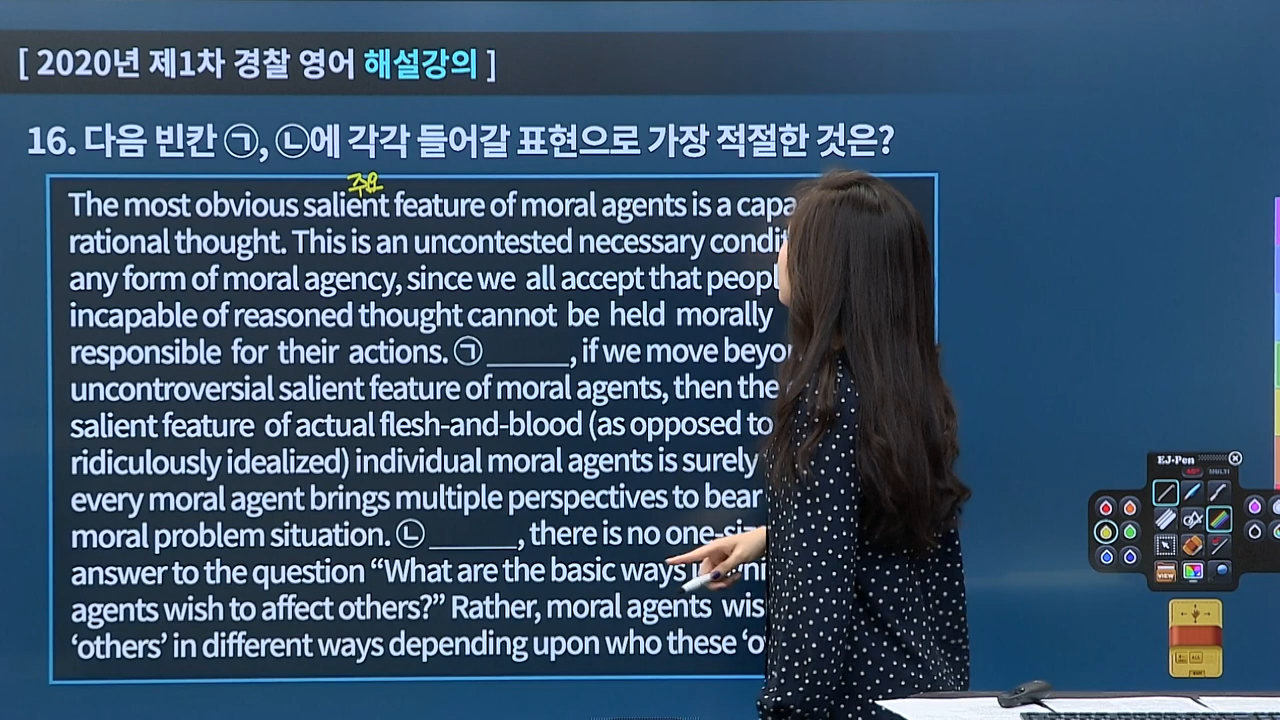 [ 2020년 제1차 경찰 영어 해설강의 ]
16. 다음 빈칸 ㉠, ㉡에 각각 들어갈 표현으로 가장 적절한 것은?
주요
The most obvious salient feature of moral agents is a
rational thought. This is an uncontested necessary
any form of moral agency, since we all accept that
incapable of reasoned thought cannot be held morally
responsible for their actions. ㉠ ______, if we move
uncontroversial salient feature of moral agents, then the
salient feature of actual flesh-and-blood (as opposed to
ridiculously idealized) individual moral agents is surely
every moral agent brings multiple perspectives to bear
moral problem situation. ㉡ ______, there is no
answer to the question “What are the basic ways
agents wish to affect others?” Rather, moral agents
‘others’ in different ways depending upon who these
EJ-Pen
MULTI
VIEW
ALL